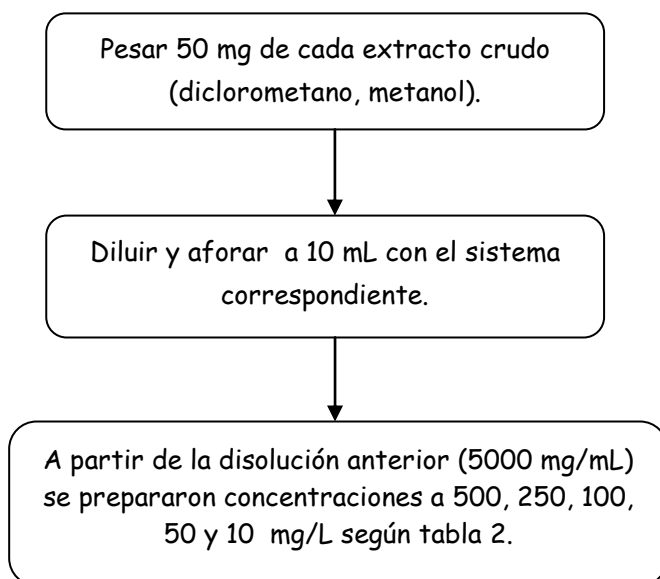 Pesar 50 mg de cada extracto crudo
(diclorometano, metanol).
Diluir y aforar a 10 mL con el sistema
correspondiente.
A partir de la disolución anterior (5000 mg/mL)
se prepararon concentraciones a 500, 250, 100,
50 y 10 mg/L según tabla 2.